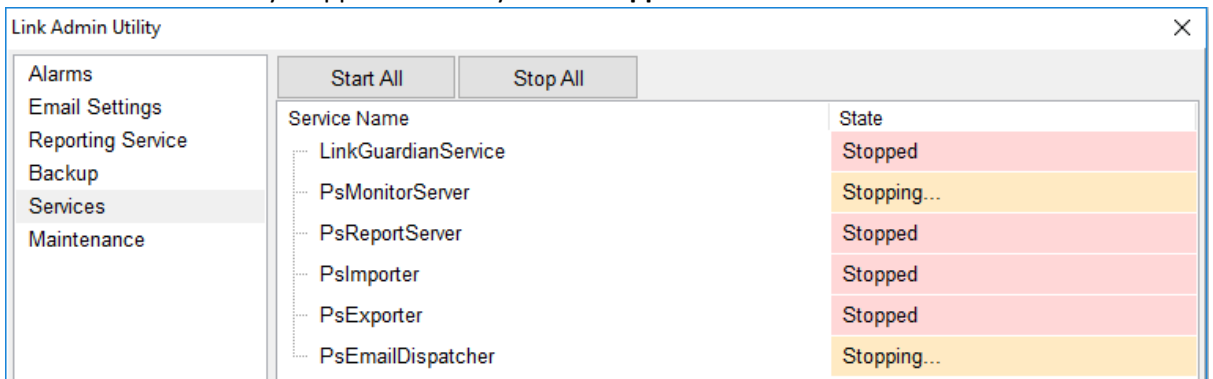 Link Admin Utility
Alarms
Email Settings
Reporting Service
Backup
Services
Maintenance
Start All Stop All
Service Name State
LinkGuardianService Stopped
PsMonitorServer Stopping...
PsReportServer Stopped
PsImporter Stopped
PsExporter Stopped
PsEmailDispatcher Stopping...